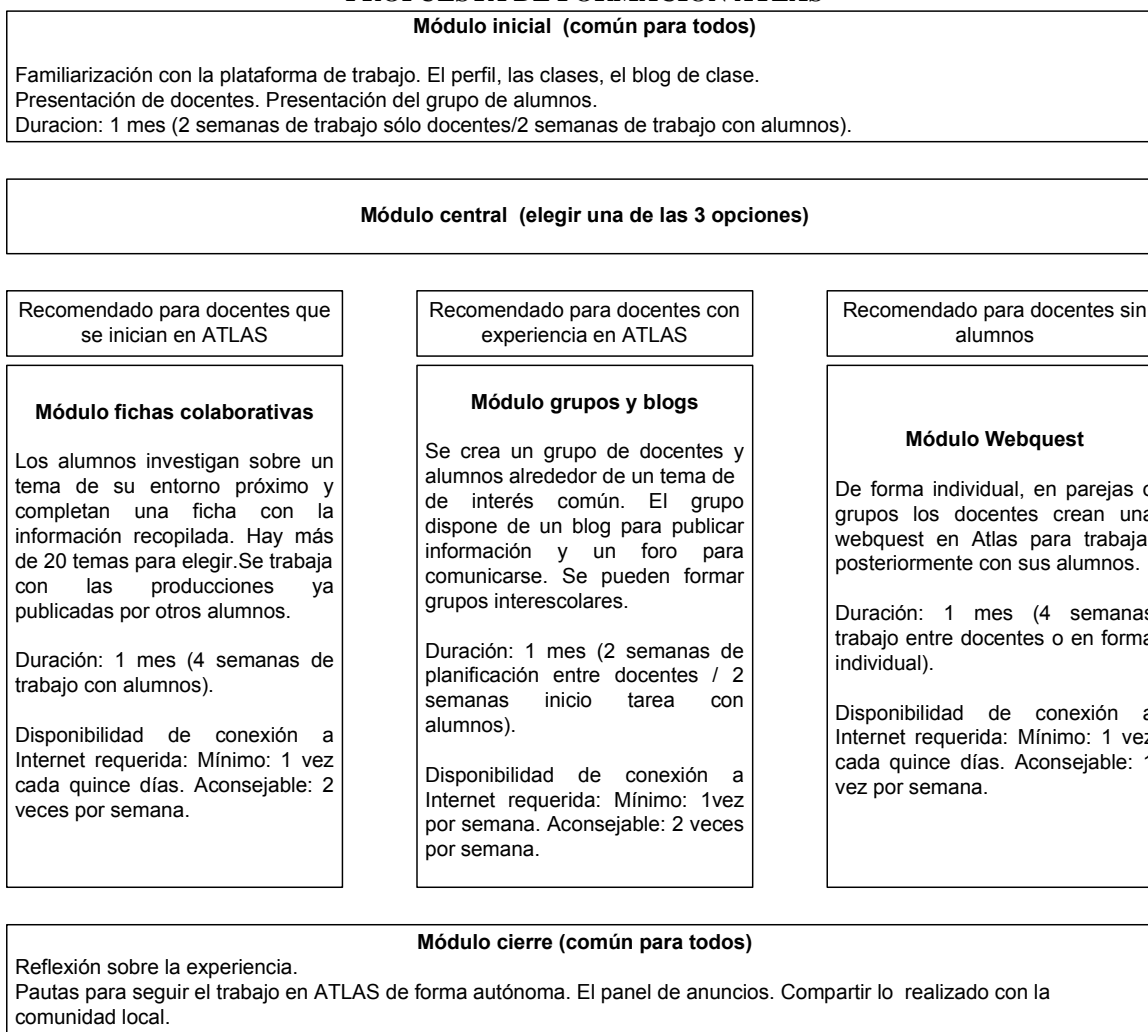 PROPUESTA DE FORMACIÓN ATLAS
Módulo inicial (común para todos)
Familiarización con la plataforma de trabajo. El perfil, las clases, el blog de clase.
Presentación de docentes. Presentación del grupo de alumnos.
Duracion: 1 mes (2 semanas de trabajo sólo docentes/2 semanas de trabajo con alumnos).
Módulo central (elegir una de las 3 opciones)
Recomendado para docentes que
se inician en ATLAS
Módulo fichas colaborativas
Los alumnos investigan sobre un
tema de su entorno próximo y
completan una ficha con la
información recopilada. Hay más
de 20 temas para elegir.Se trabaja
con las producciones ya
publicadas por otros alumnos.
Duración: 1 mes (4 semanas de
trabajo con alumnos).
Disponibilidad de conexión a
Internet requerida: Mínimo: 1 vez
cada quince días. Aconsejable: 2
veces por semana.
Recomendado para docentes con
experiencia en ATLAS
Módulo grupos y blogs
Se crea un grupo de docentes y
alumnos alrededor de un tema de
de interés común. El grupo
dispone de un blog para publicar
información y un foro para
comunicarse. Se pueden formar
grupos interescolares.
Duración: 1 mes (2 semanas de
planificación entre docentes / 2
semanas inicio tarea con
alumnos).
Disponibilidad de conexión a
Internet requerida: Mínimo: 1vez
por semana. Aconsejable: 2 veces
por semana.
Recomendado para docentes sin
alumnos
Módulo Webquest
De forma individual, en parejas
grupos los docentes crean una
webquest en Atlas para trabaja
posteriormente con sus alumnos.
Duración: 1 mes (4 semanas
trabajo entre docentes o en forma
individual).
Disponibilidad de conexión a
Internet requerida: Mínimo: 1 vez
cada quince días. Aconsejable: 1
vez por semana.
Módulo cierre (común para todos)
Reflexión sobre la experiencia.
Pautas para seguir el trabajo en ATLAS de forma autónoma. El panel de anuncios. Compartir lo realizado con la
comunidad local.